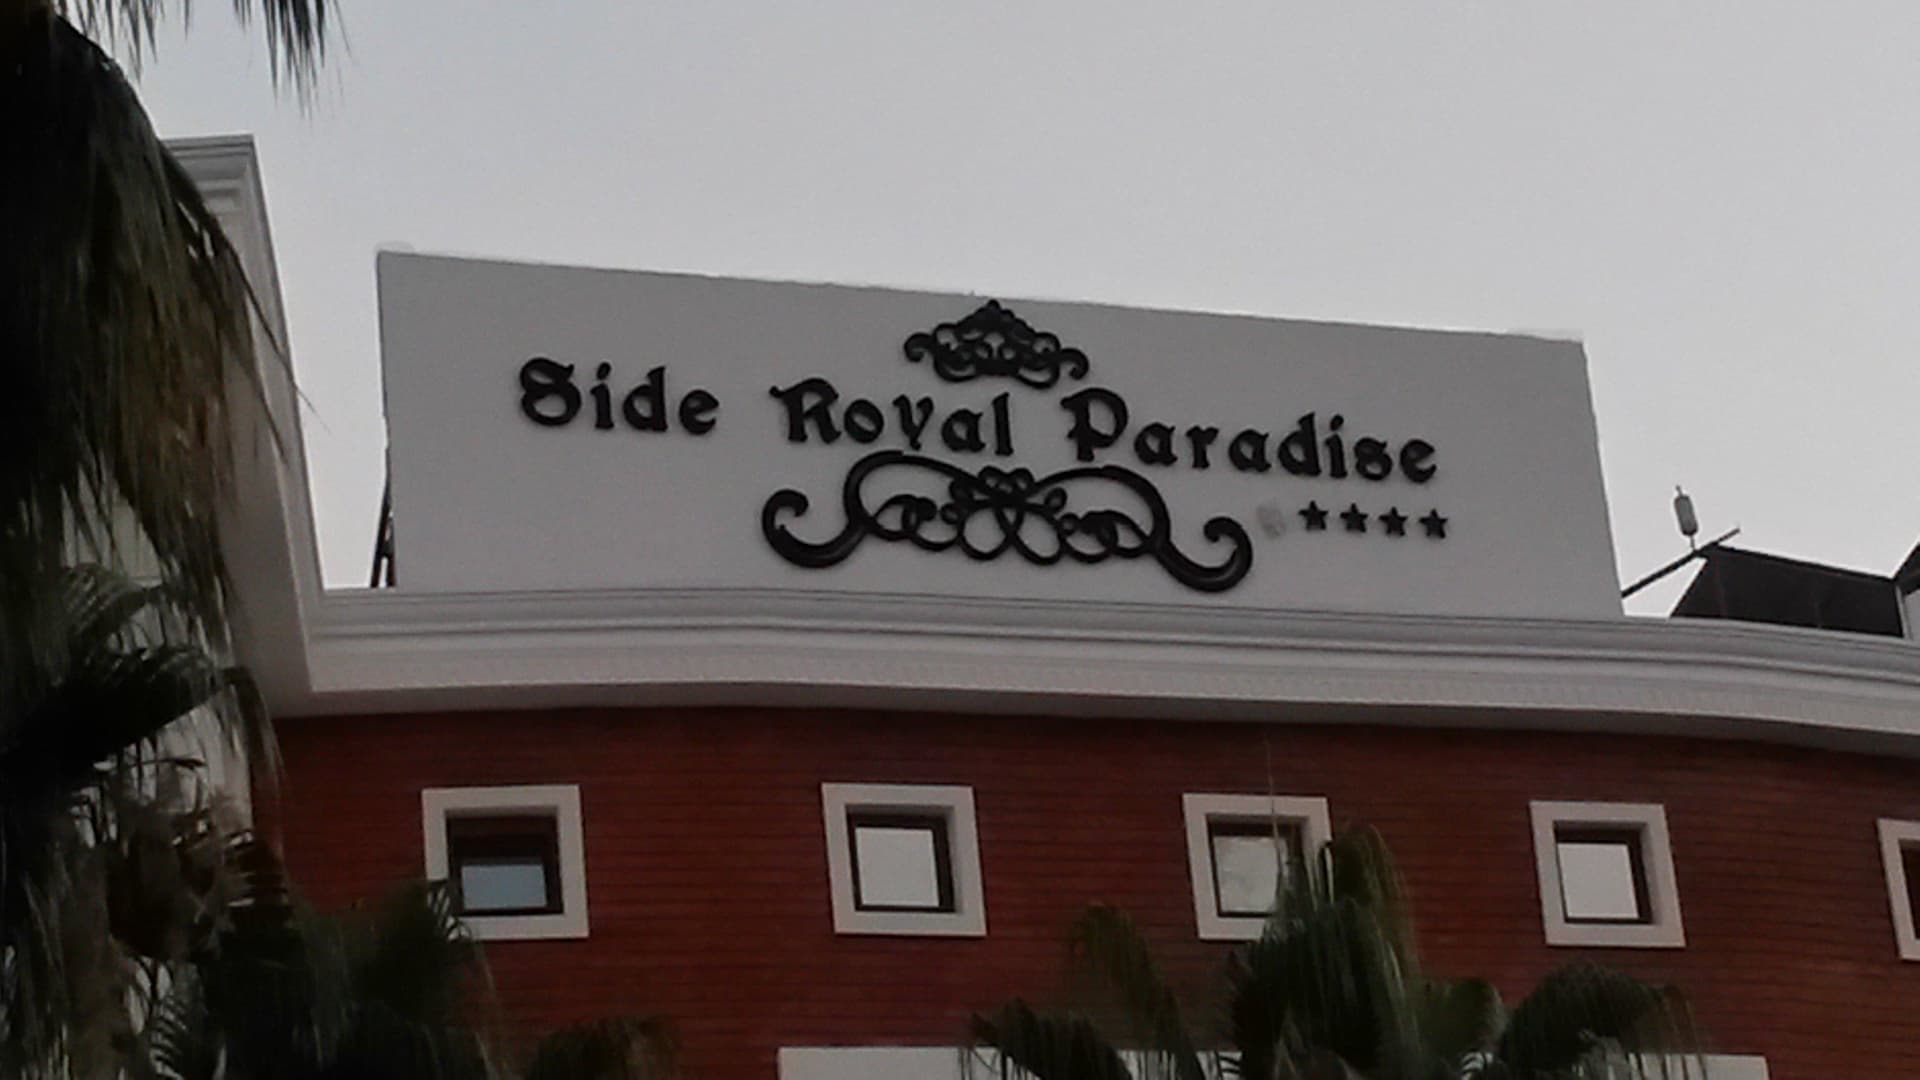 Side Royal Paradise
★★★★